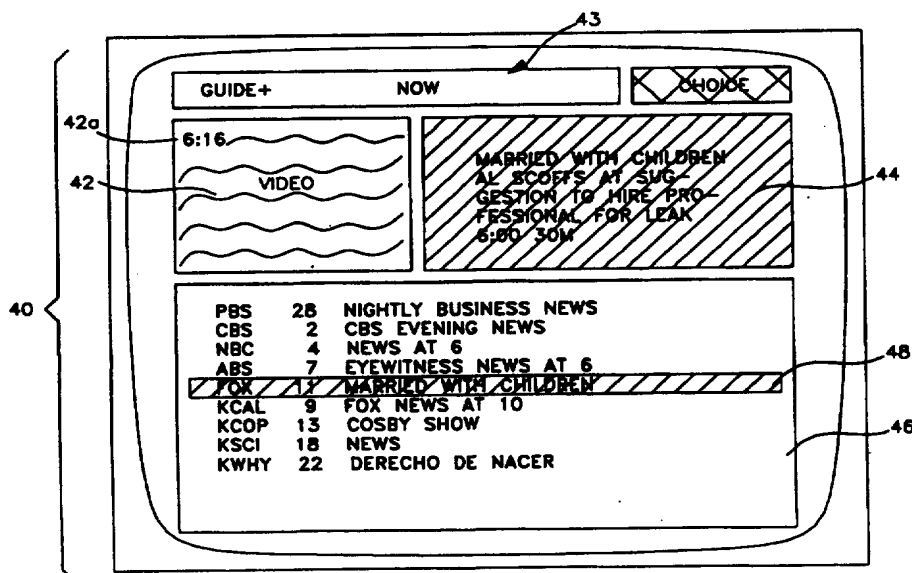 43
GUIDE+ NOW CHOICE
42a
6:16
42
VIDEO
MARRIED WITH CHILDREN
AL SCOFFS AT SUG-
GESTION TO HIRE PRO-
FESSIONAL FOR LEAK
6:00 30M
44
40
PBS 28 NIGHTLY BUSINESS NEWS
CBS 2 CBS EVENING NEWS
NBC 4 NEWS AT 6
ABS 7 EYEWITNESS NEWS AT 6
48
FOX 11 MARRIED WITH CHILDREN
KCAL 9 FOX NEWS AT 10
46
KCOP 13 COSBY SHOW
KSCI 18 NEWS
KWHY 22 DERECHO DE NACER